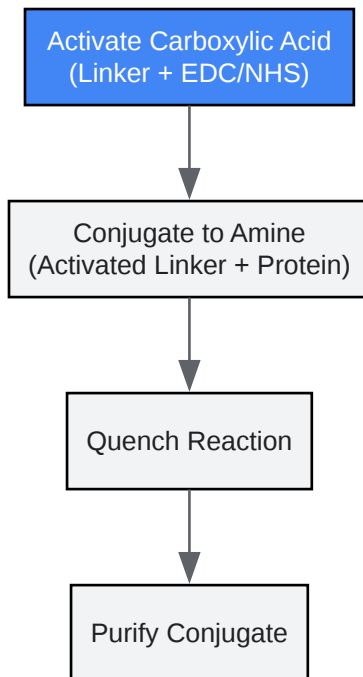 Activate Carboxylic Acid
(Linker + EDC/NHS)
Conjugate to Amine
(Activated Linker + Protein)
Quench Reaction
Purify Conjugate